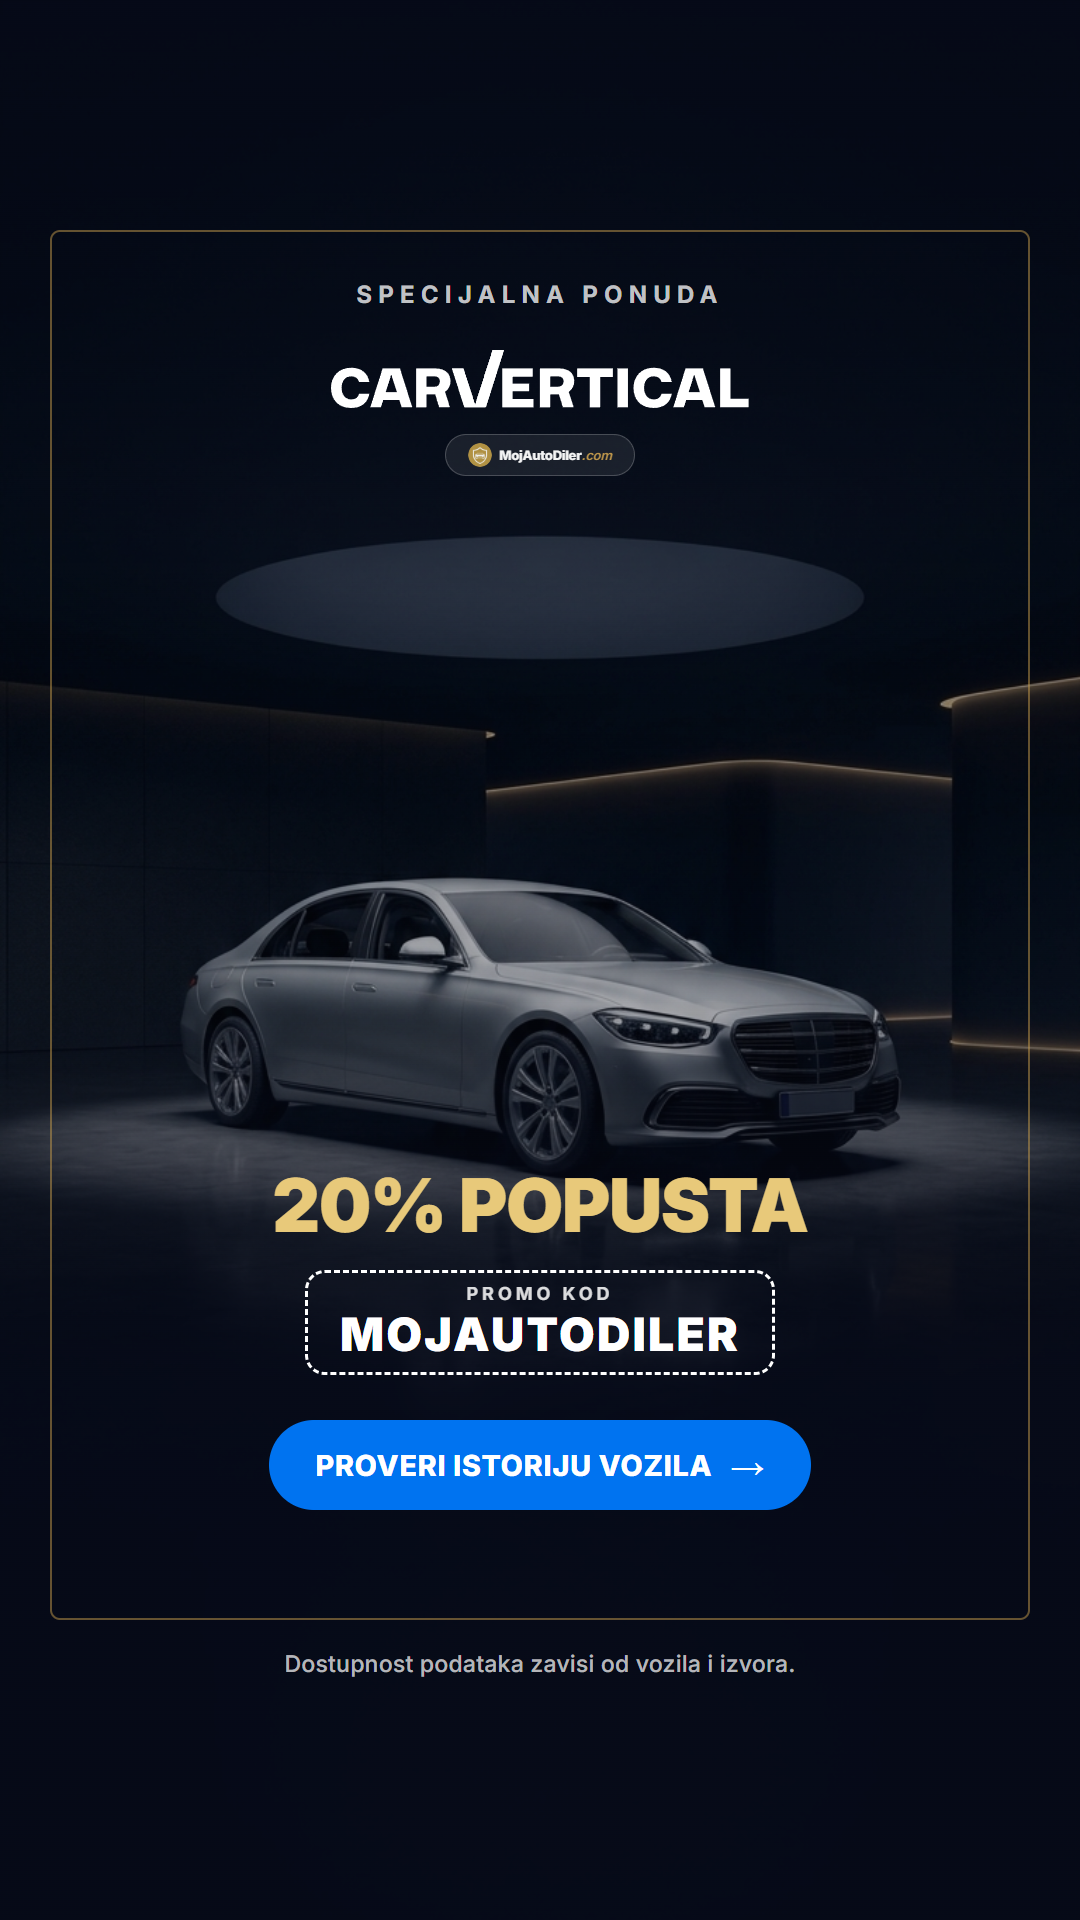 SPECIJALNA PONUDA
CARVERTICAL
MojAutoDiler.com
20% POPUSTA
PROMO KOD
MOJAUTODILER
PROVERI ISTORIJU VOZILA →
Dostupnost podataka zavisi od vozila i izvora.